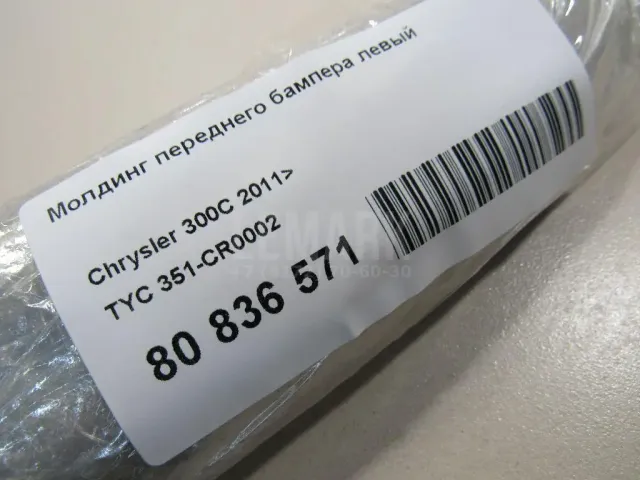 Молдинг переднего бампера левый
Chrysler 300C 2011>
TYC 351-CR0002
80 836 571